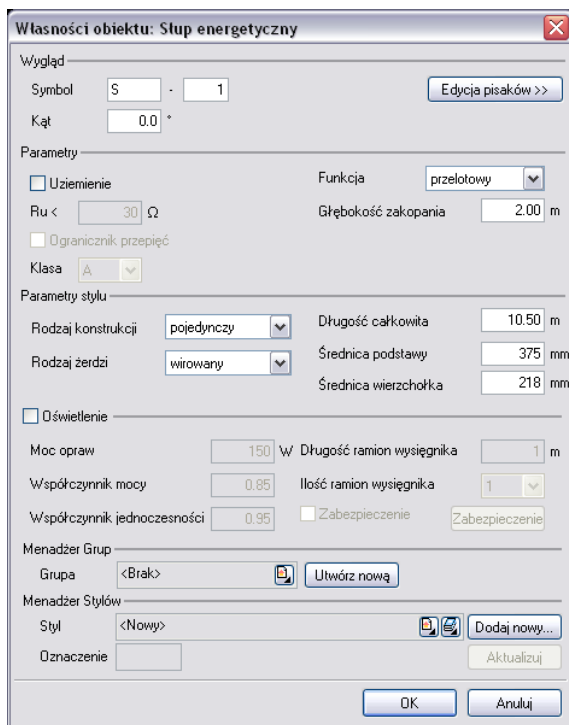 Własności obiektu: Słup energetyczny
Wygląd
Symbol S - 1 Edycja pisaków >>
Kąt 0.0 °
Parametry
Uziemienie Funkcja przelotowy
Ru < 30 Ω Głębokość zakopania 2.00 m
Ogranicznik przepięć
Klasa A
Parametry stylu
Rodzaj konstrukcji pojedynczy Długość całkowita 10.50 m
Rodzaj żerdzi wirowany Średnica podstawy 375 mm
Średnica wierzchołka 218 mm
Oświetlenie
Moc opraw 150 W Długość ramion wysięgnika 1 m
Współczynnik mocy 0.85 Ilość ramion wysięgnika 1
Współczynnik jednoczesności 0.95 Zabezpieczenie Zabezpieczenie
Menadżer Grup
Grupa <Brak> Utwórz nową
Menadżer Stylów
Styl <Nowy> Dodaj nowy...
Oznaczenie Aktualizuj
OK Anuluj